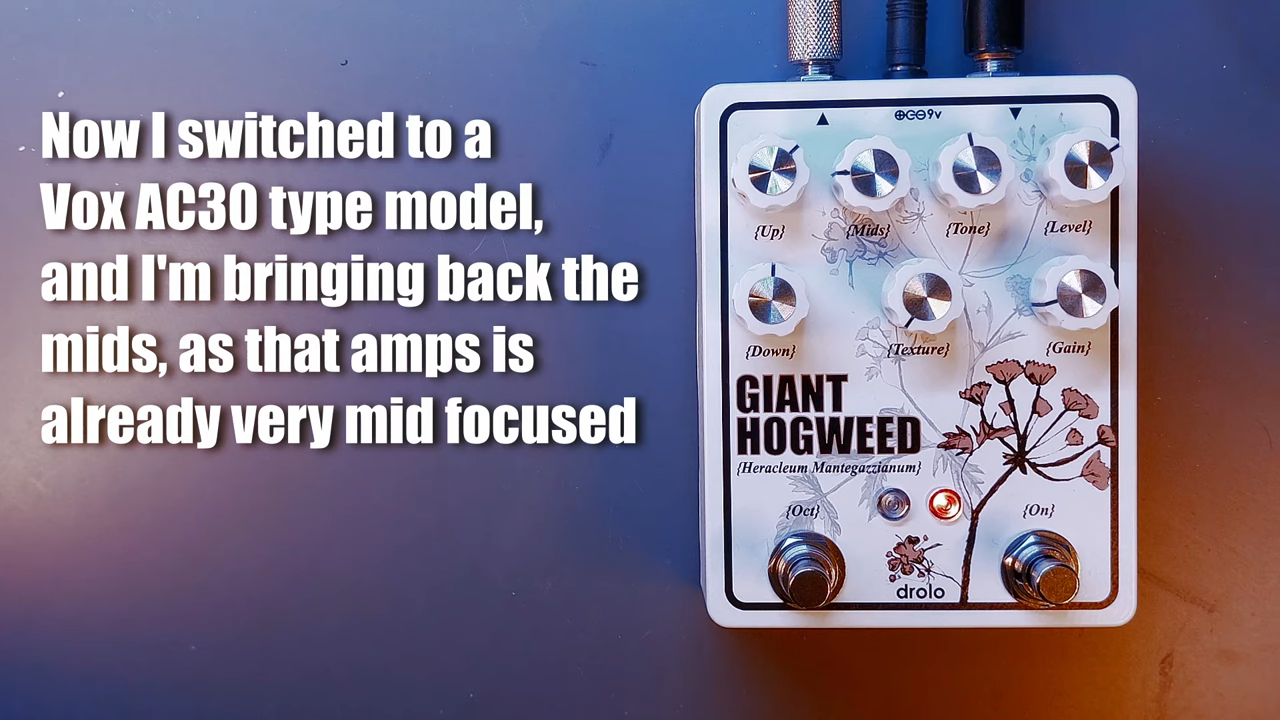 Now I switched to a
Vox AC30 type model,
and I'm bringing back the
mids, as that amps is
already very mid focused
9v
{Up} {Mids} {Tone} {Level}
{Down} {Texture} {Gain}
GIANT
HOGWEED
{Heracleum Mantegazzianum}
{Oct} {On}
drolo